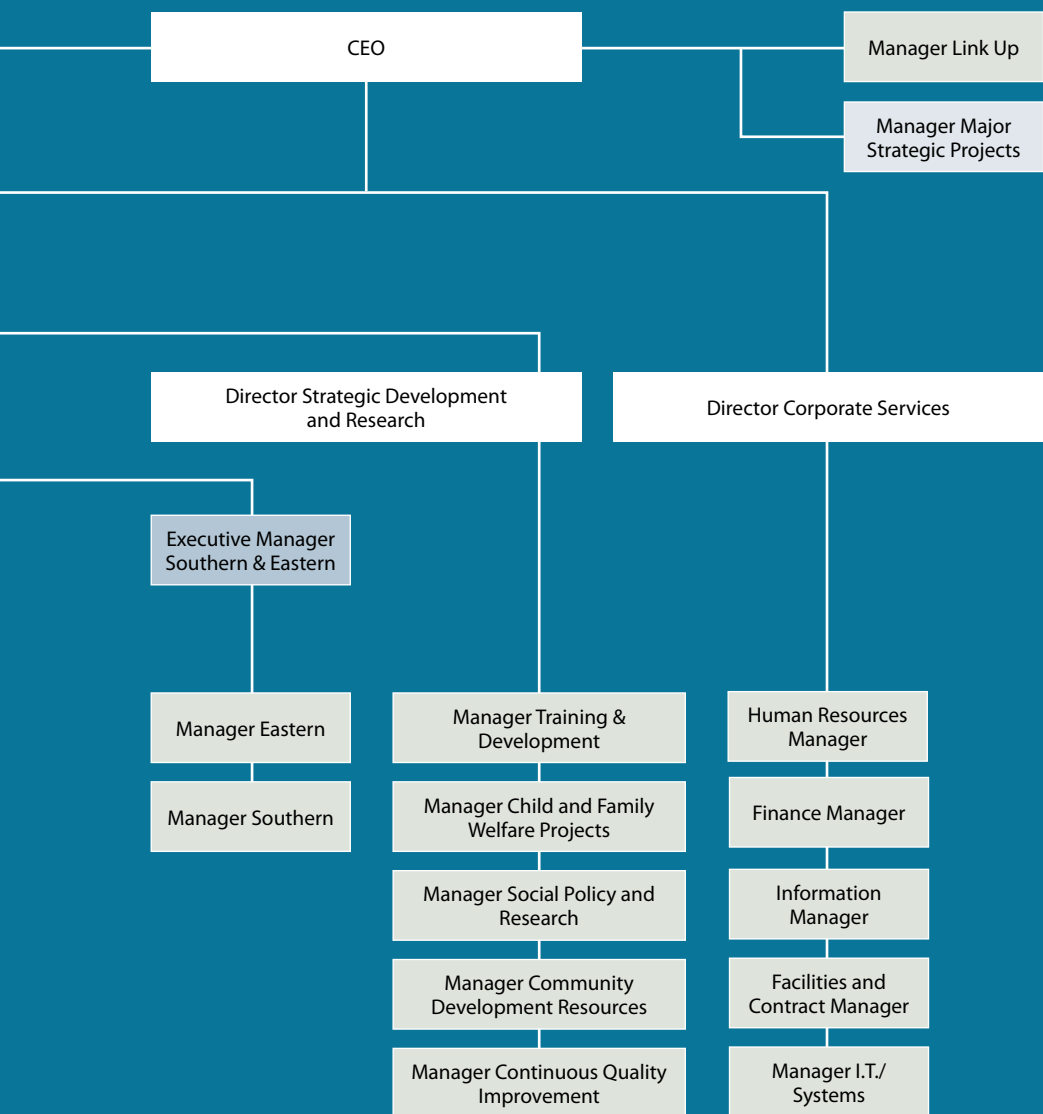 CEO
Manager Link Up
Manager Major
Strategic Projects
Director Strategic Development
and Research
Director Corporate Services
Executive Manager
Southern & Eastern
Manager Eastern
Manager Southern
Manager Training &
Development
Manager Child and Family
Welfare Projects
Manager Social Policy and
Research
Manager Community
Development Resources
Manager Continuous Quality
Improvement
Human Resources
Manager
Finance Manager
Information
Manager
Facilities and
Contract Manager
Manager I.T./
Systems